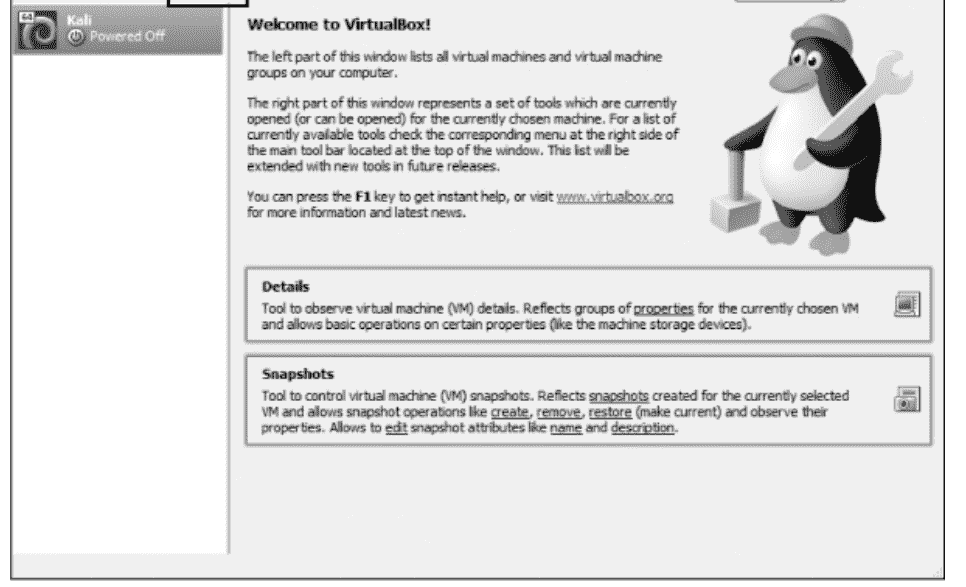 64
Kali
Powered Off
Welcome to VirtualBox!
The left part of this window lists all virtual machines and virtual machine
groups on your computer.
The right part of this window represents a set of tools which are currently
opened (or can be opened) for the currently chosen machine. For a list of
currently available tools check the corresponding menu at the right side of
the main tool bar located at the top of the window. This list will be
extended with new tools in future releases.
You can press the F1 key to get instant help, or visit www.virtualbox.org
for more information and latest news.
Details
Tool to observe virtual machine (VM) details. Reflects groups of properties for the currently chosen VM
and allows basic operations on certain properties (like the machine storage devices).
Snapshots
Tool to control virtual machine (VM) snapshots. Reflects snapshots created for the currently selected
VM and allows snapshot operations like create, remove, restore (make current) and observe their
properties. Allows to edit snapshot attributes like name and description.